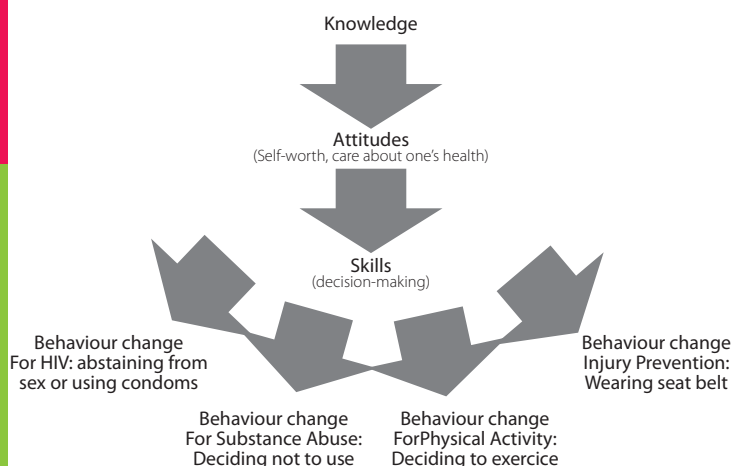 Knowledge
Attitudes
(Self-worth, care about one's health)
Skills
(decision-making)
Behaviour change
For HIV: abstaining from
sex or using condoms
Behaviour change
For Substance Abuse:
Deciding not to use
Behaviour change
ForPhysical Activity:
Deciding to exercice
Behaviour change
Injury Prevention:
Wearing seat belt